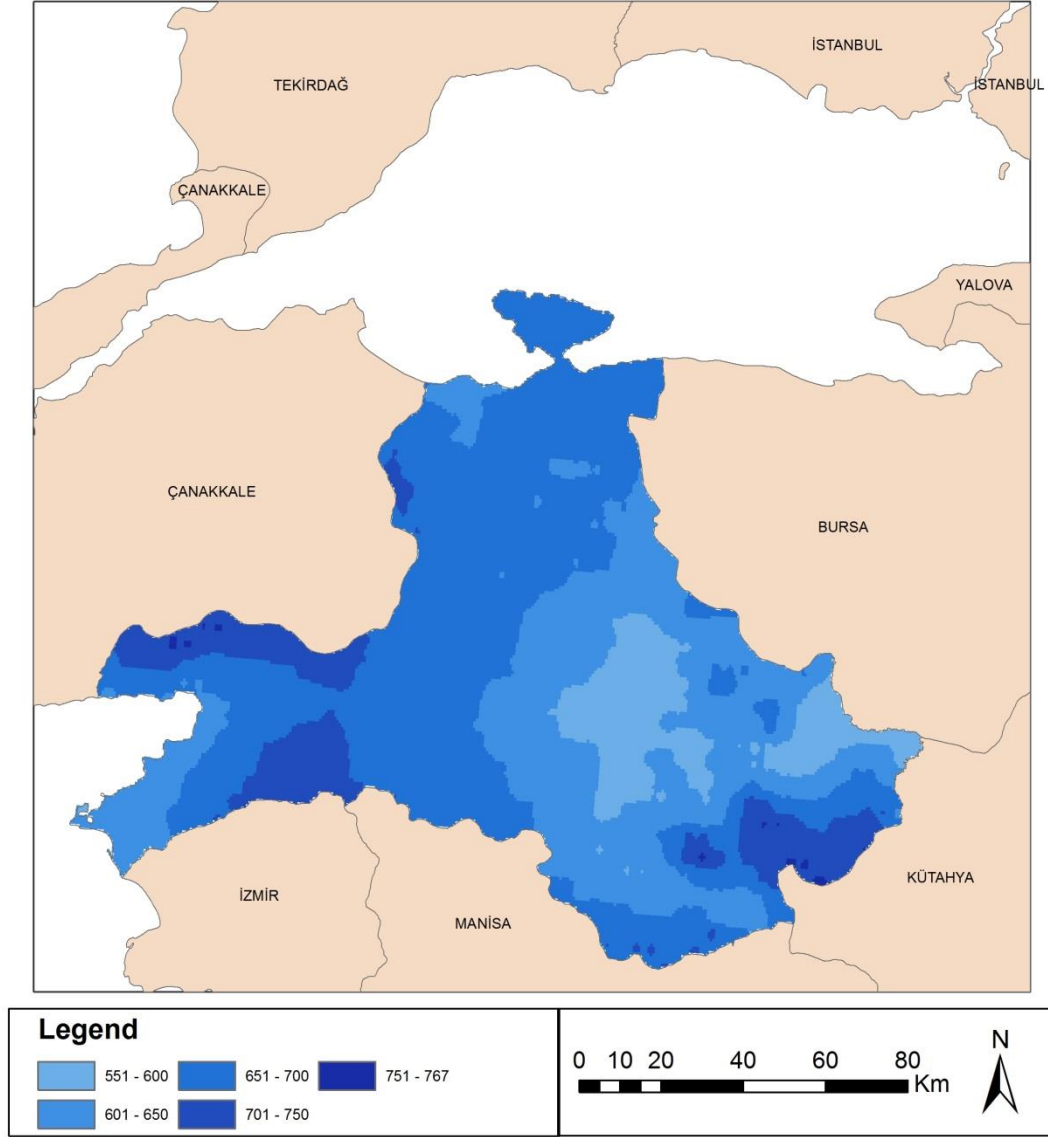 İSTANBUL
TEKİRDAĞ
İSTANBUL
ÇANAKKALE
YALOVA
ÇANAKKALE
BURSA
KÜTAHYA
İZMİR
MANİSA
Legend
551 - 600
651 - 700
751 - 767
601 - 650
701 - 750
0 10 20 40 60 80
Km
N